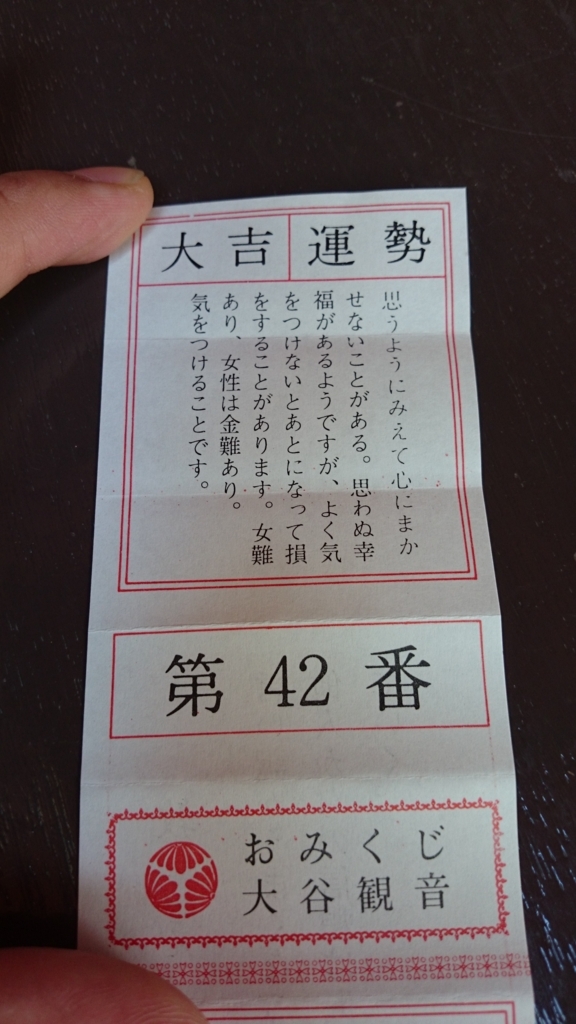 大吉 運勢
思うようにみえて心にまか
せないことがある。思わぬ幸
福があるようですが、よく気
をつけないとあとになって損
をすることがあります。女難
あり、女性は金難あり。
気をつけることです。
第42番
おみくじ
大谷観音